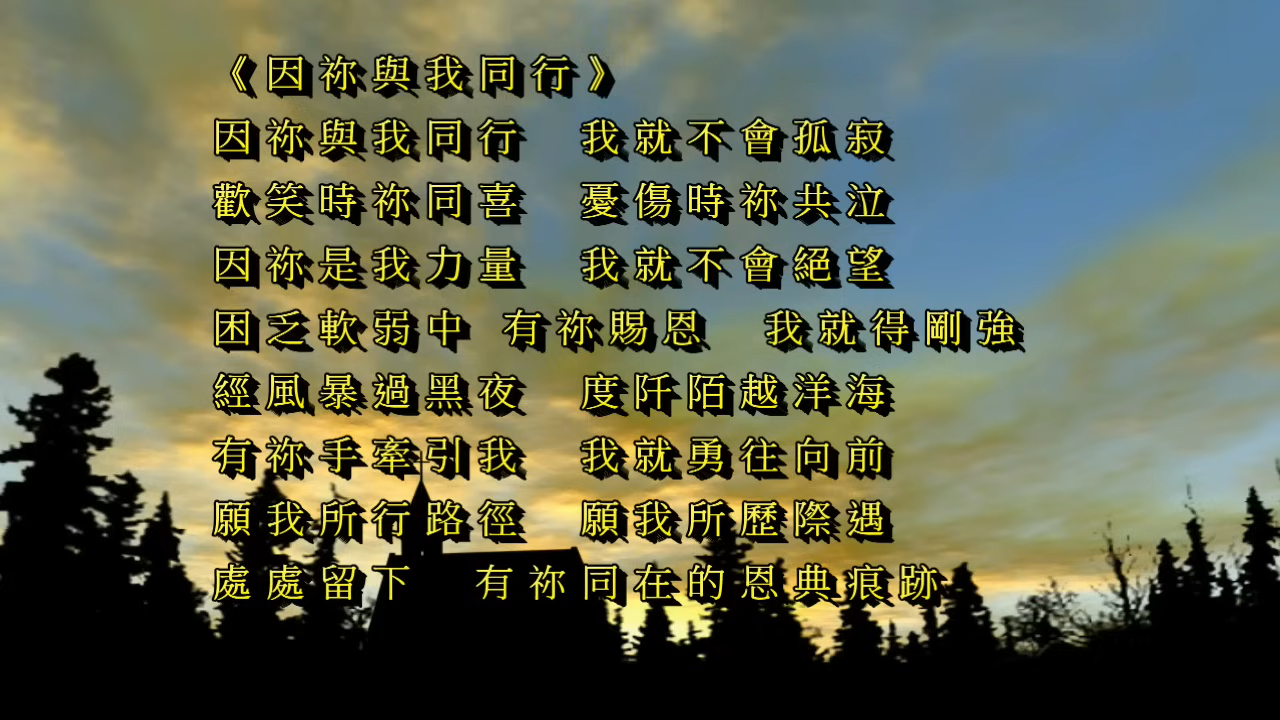 《因祢與我同行》
因祢與我同行　我就不會孤寂
歡笑時祢同喜　憂傷時祢共泣
因祢是我力量　我就不會絕望
困乏軟弱中 有祢賜恩　我就得剛強
經風暴過黑夜　度阡陌越洋海
有祢手牽引我　我就勇往向前
願我所行路徑　願我所歷際遇
處處留下　有祢同在的恩典痕跡